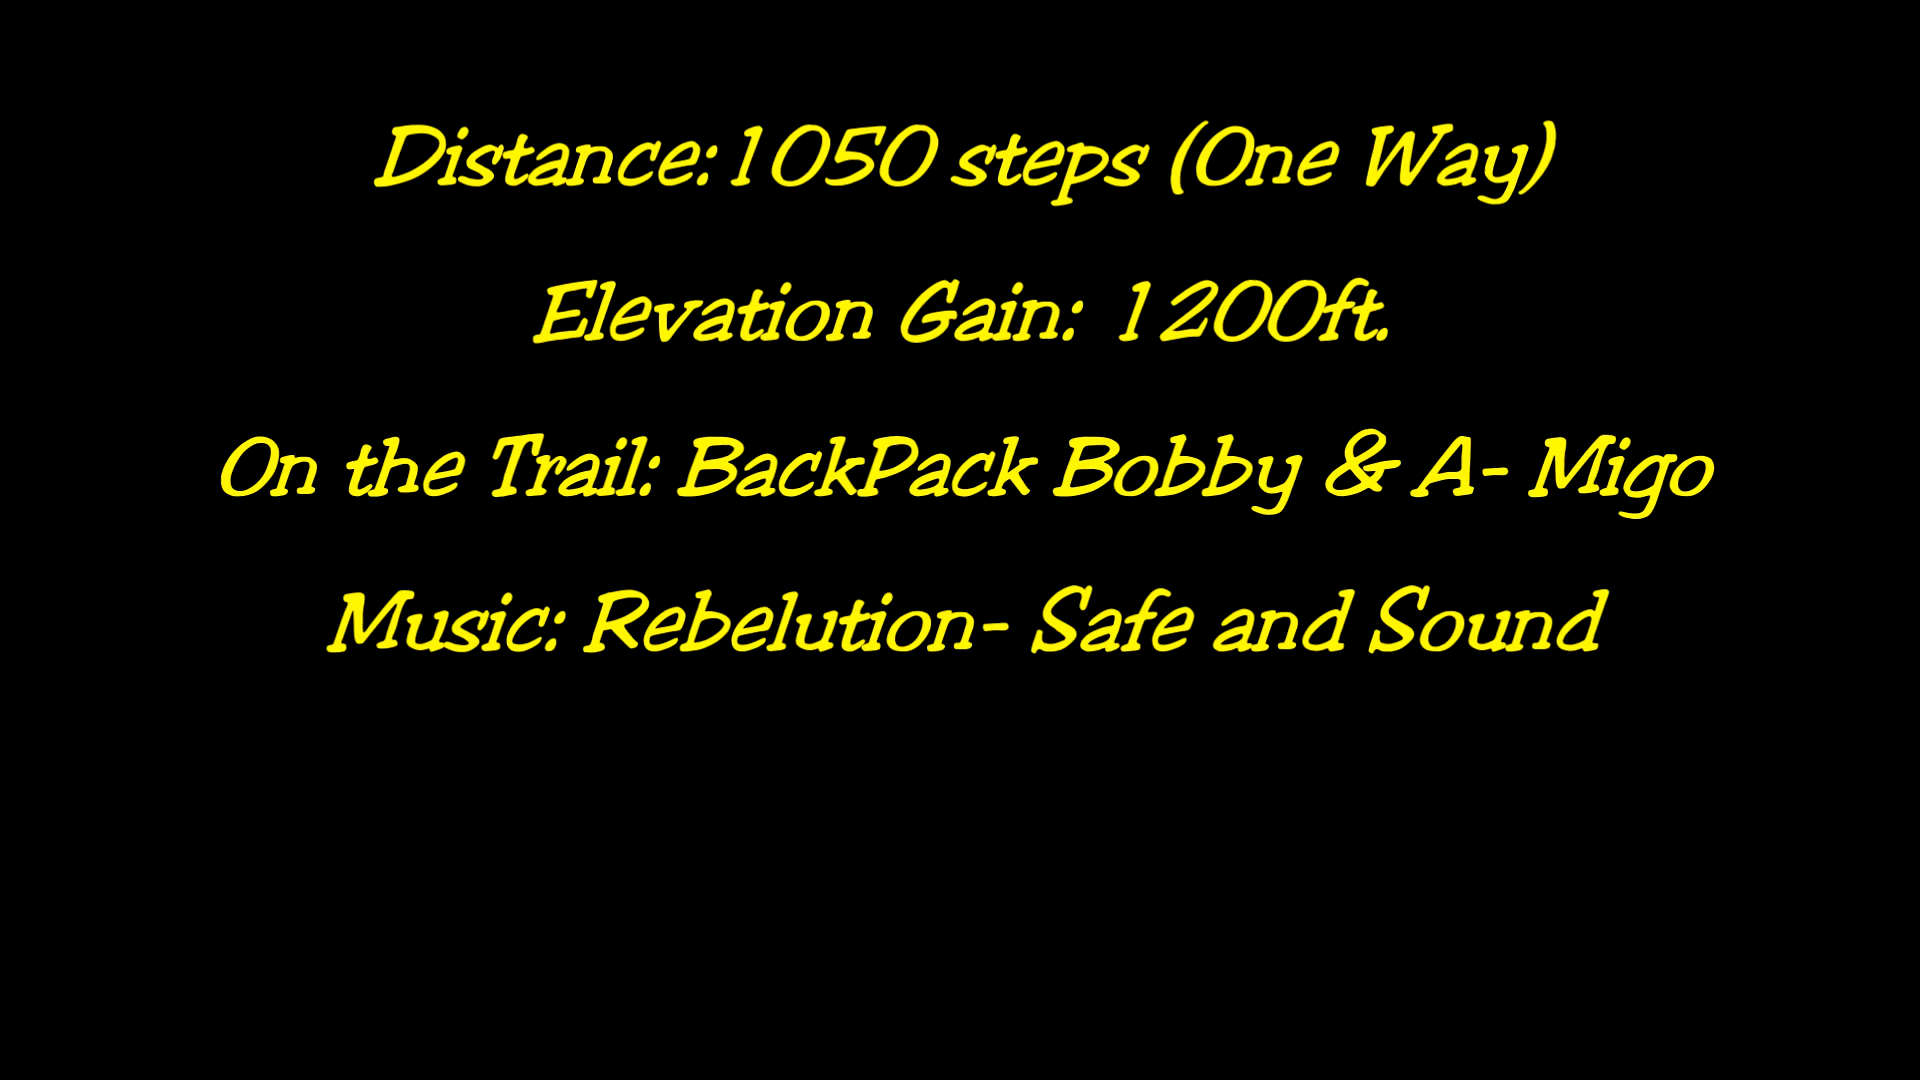 Distance:1050 steps (One Way)
Elevation Gain: 1200ft.
On the Trail: BackPack Bobby & A- Migo
Music: Rebelution- Safe and Sound